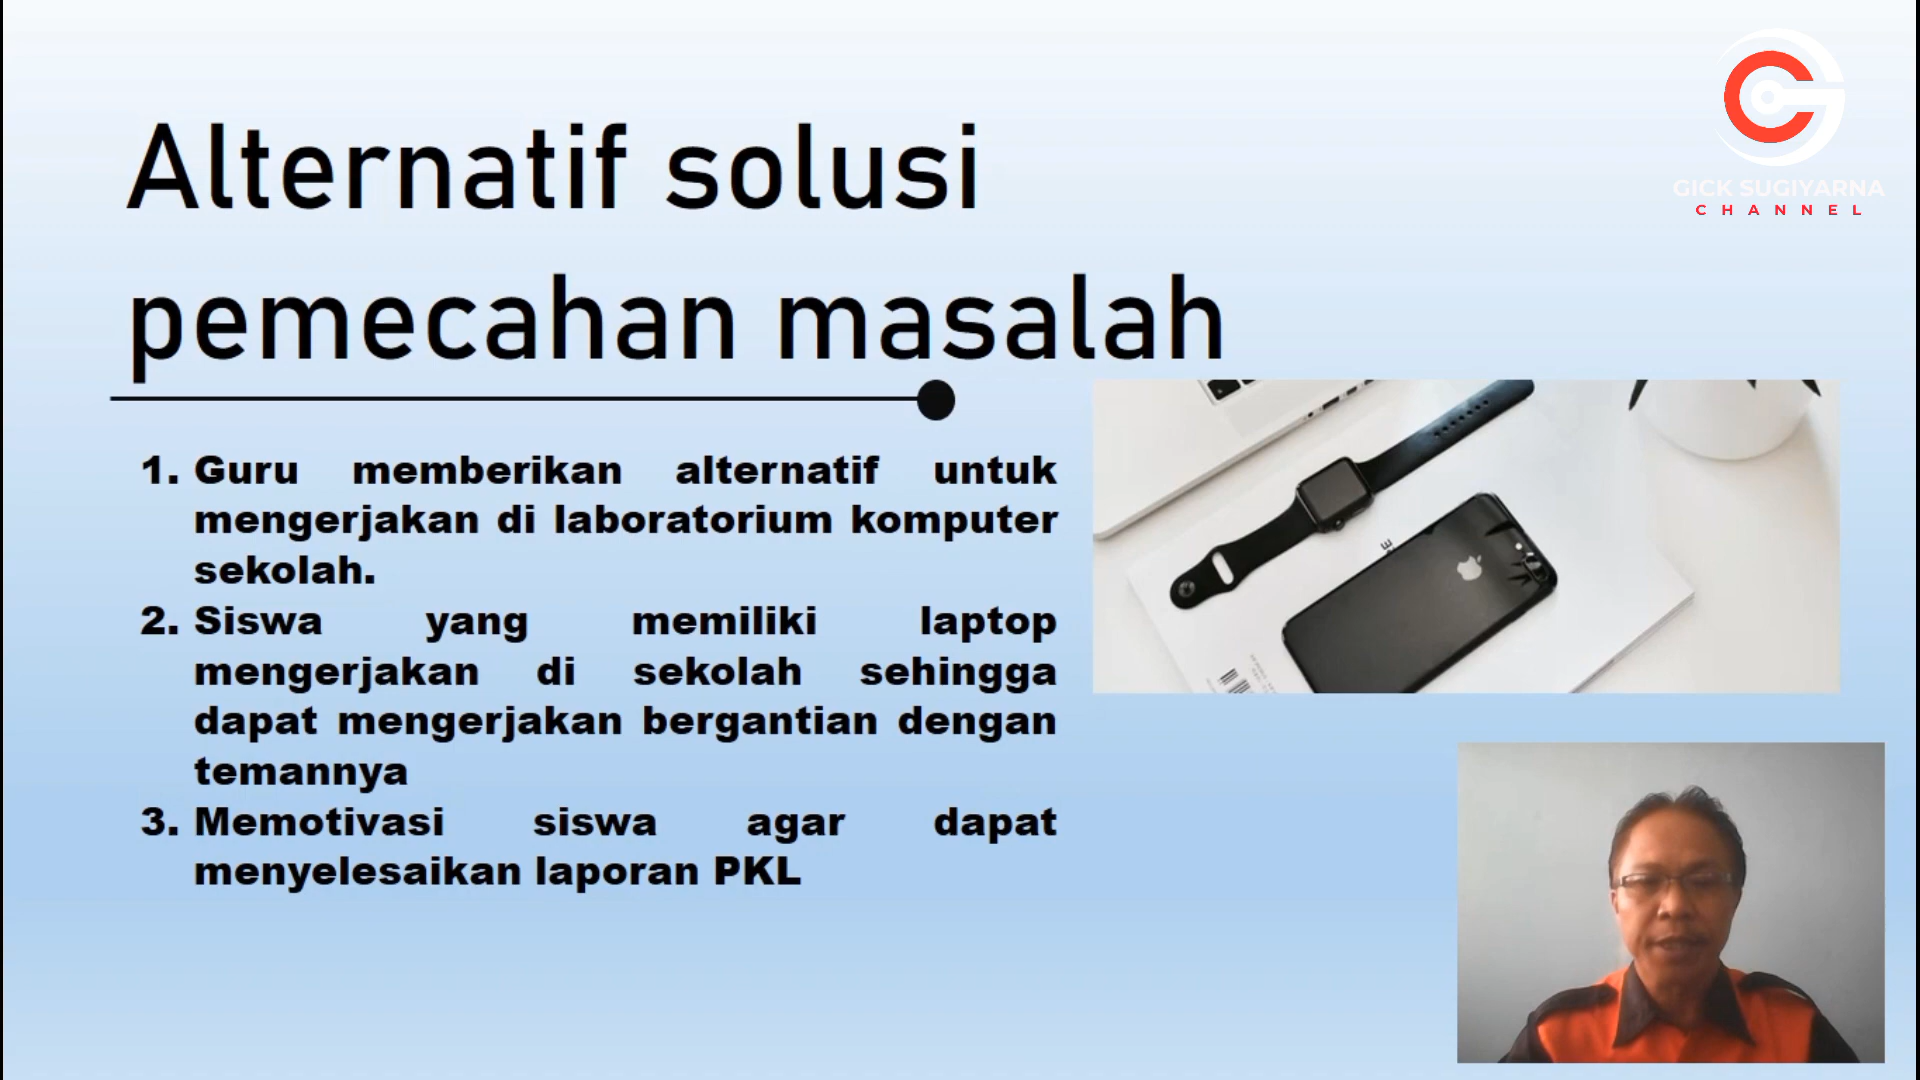 GICK SUGIYARNA
CHANNEL
Alternatif solusi
pemecahan masalah
1. Guru memberikan alternatif untuk
mengerjakan di laboratorium komputer
sekolah.
2. Siswa yang memiliki laptop
mengerjakan di sekolah sehingga
dapat mengerjakan bergantian dengan
temannya
3. Memotivasi siswa agar dapat
menyelesaikan laporan PKL